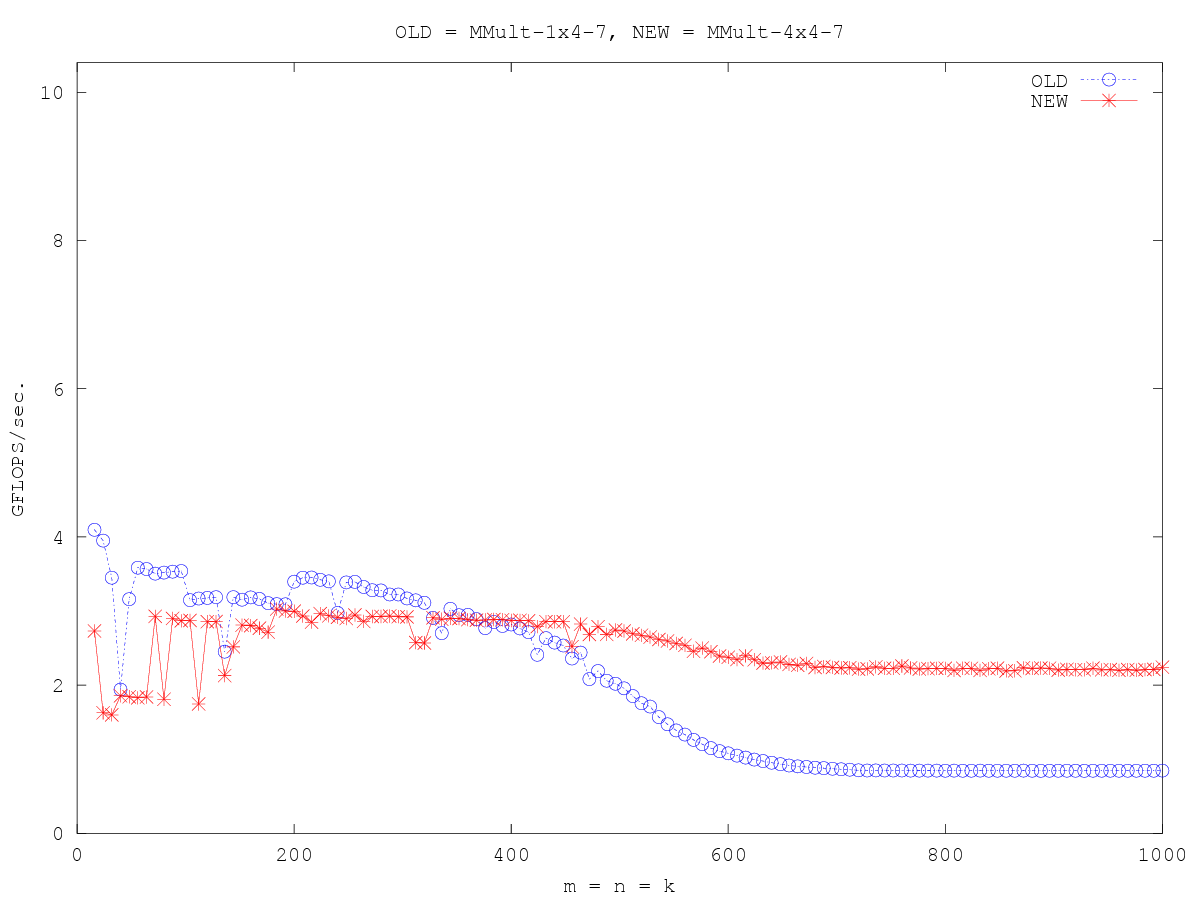 OLD = MMult-1x4-7, NEW = MMult-4x4-7
OLD
NEW
10
8
6
4
2
0
GFLOPS/sec.
0 200 400 600 800 1000
m = n = k